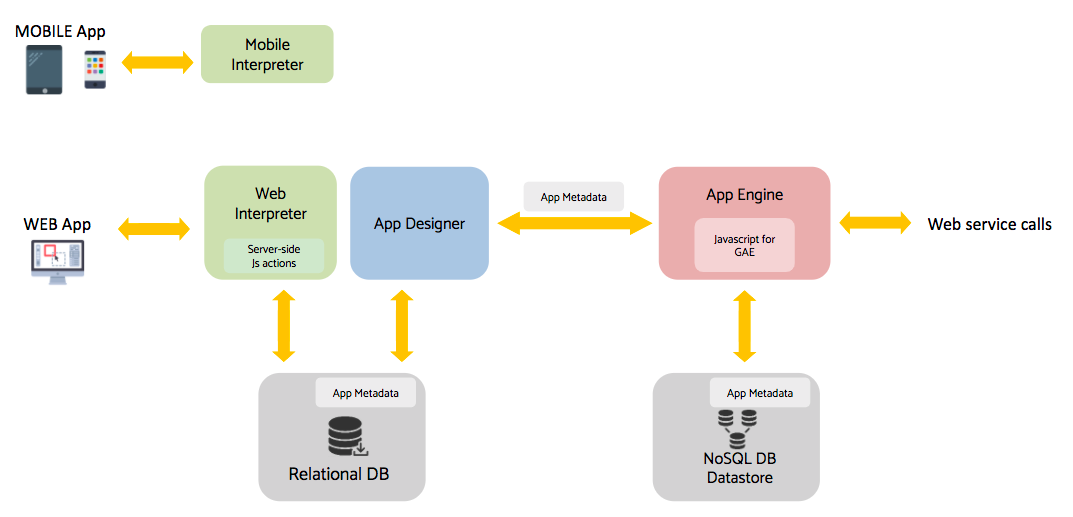 MOBILE App
Mobile
Interpreter
WEB App
Web
Interpreter
Server-side
Js actions
App Designer
App Metadata
App Engine
Javascript for
GAE
Web service calls
App Metadata
Relational DB
App Metadata
NoSQL DB
Datastore